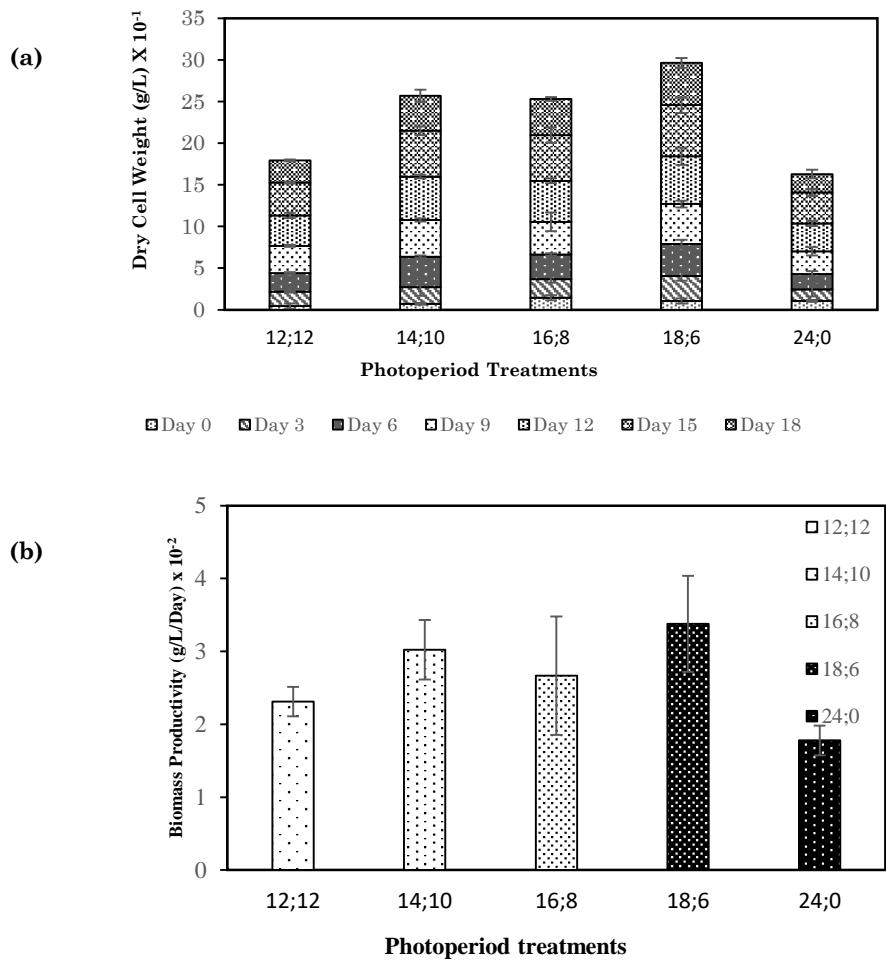 (a)
Dry Cell Weight (g/L) X 10⁻¹
35
30
25
20
15
10
5
0
12;12 14;10 16;8 18;6 24;0
Photoperiod Treatments
Day 0 Day 3 Day 6 Day 9 Day 12 Day 15 Day 18
(b)
Biomass Productivity (g/L/Day) x 10⁻²
5
4
3
2
1
0
12;12
14;10
16;8
18;6
24;0
12;12 14;10 16;8 18;6 24;0
Photoperiod treatments